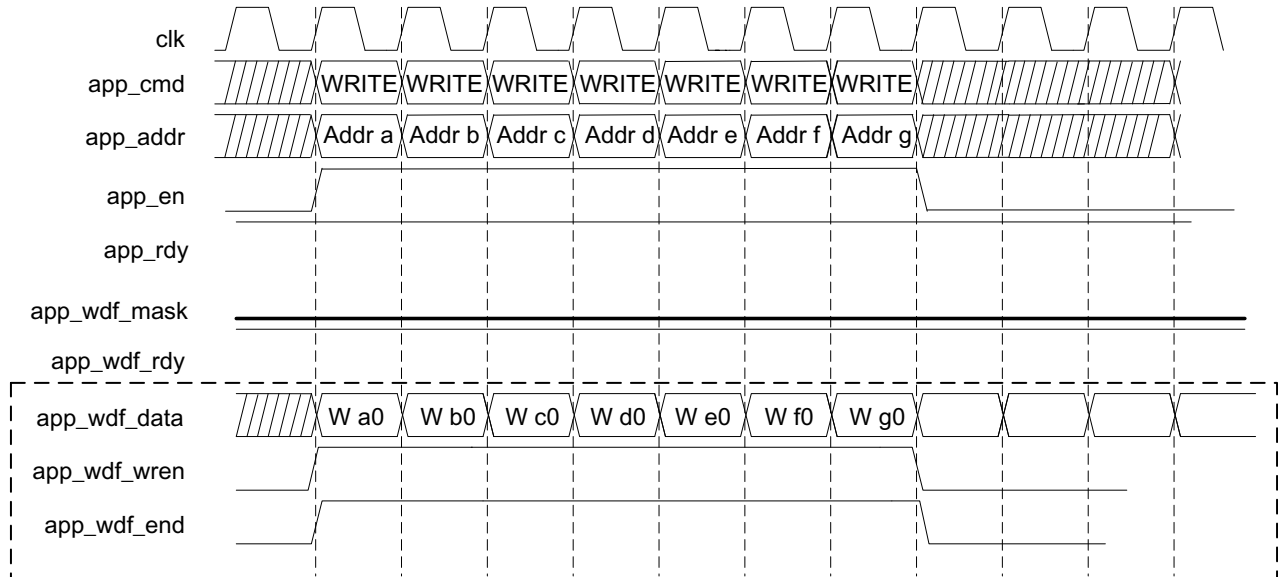 clk
app_cmd WRITE WRITE WRITE WRITE WRITE WRITE WRITE
app_addr Addr a Addr b Addr c Addr d Addr e Addr f Addr g
app_en
app_rdy
app_wdf_mask
app_wdf_rdy
app_wdf_data W a0 W b0 W c0 W d0 W e0 W f0 W g0
app_wdf_wren
app_wdf_end